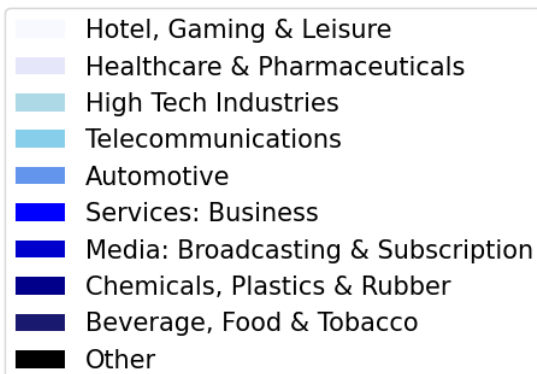 Hotel, Gaming & Leisure
Healthcare & Pharmaceuticals
High Tech Industries
Telecommunications
Automotive
Services: Business
Media: Broadcasting & Subscription
Chemicals, Plastics & Rubber
Beverage, Food & Tobacco
Other